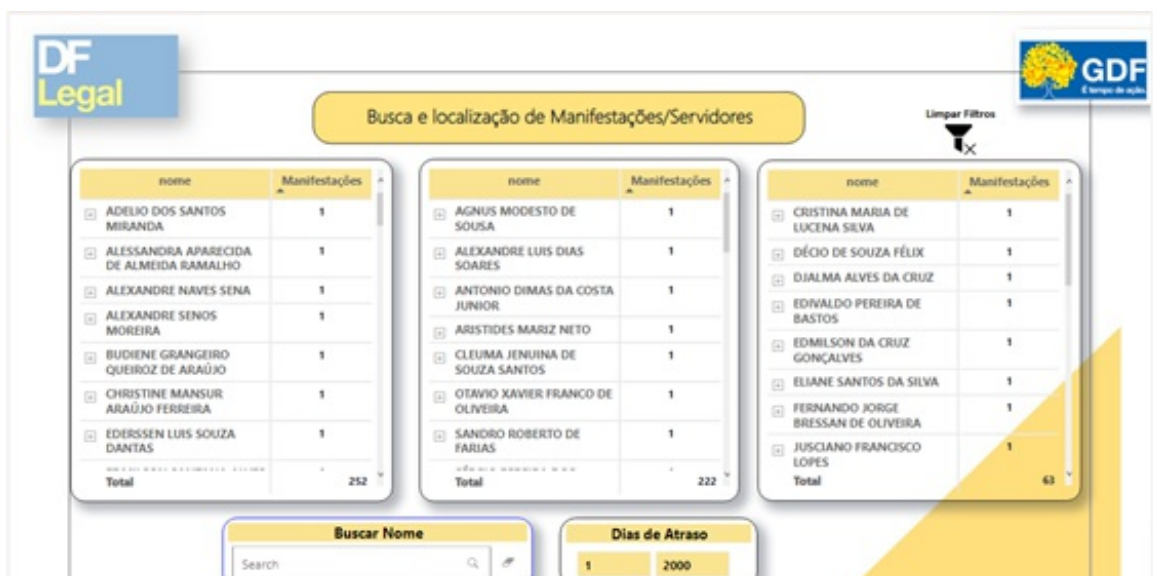 DF
Legal
GDF
É tempo de ação.
Busca e localização de Manifestações/Servidores
Limpar Filtros
nome Manifestações
ADELIO DOS SANTOS
MIRANDA 1
ALESSANDRA APARECIDA
DE ALMEIDA RAMALHO 1
ALEXANDRE NAVES SENA 1
ALEXANDRE SENOS
MOREIRA 1
BUDIENE GRANGEIRO
QUEIROZ DE ARAÚJO 1
CHRISTINE MANSUR
ARAÚJO FERREIRA 1
EDERSSEN LUIS SOUZA
DANTAS 1
Total 252
nome Manifestações
AGNUS MODESTO DE
SOUSA 1
ALEXANDRE LUIS DIAS
SOARES 1
ANTONIO DIMAS DA COSTA
JUNIOR 1
ARISTIDES MARIZ NETO 1
CLEUMA JENUINA DE
SOUZA SANTOS 1
OTAVIO XAVIER FRANCO DE
OLIVEIRA 1
SANDRO ROBERTO DE
FARIAS 1
Total 222
nome Manifestações
CRISTINA MARIA DE
LUCENA SILVA 1
DÉCIO DE SOUZA FÉLIX 1
DJALMA ALVES DA CRUZ 1
EDIVALDO PEREIRA DE
BASTOS 1
EDMILSON DA CRUZ
GONÇALVES 1
ELIANE SANTOS DA SILVA 1
FERNANDO JORGE
BRESSAN DE OLIVEIRA 1
JUSCIANO FRANCISCO
LOPES 1
Total 63
Buscar Nome
Search
Dias de Atraso
1 2000